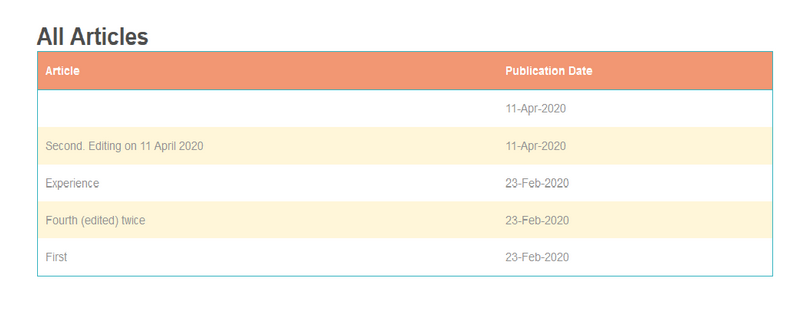 All Articles
Article Publication Date
11-Apr-2020
Second. Editing on 11 April 2020 11-Apr-2020
Experience 23-Feb-2020
Fourth (edited) twice 23-Feb-2020
First 23-Feb-2020